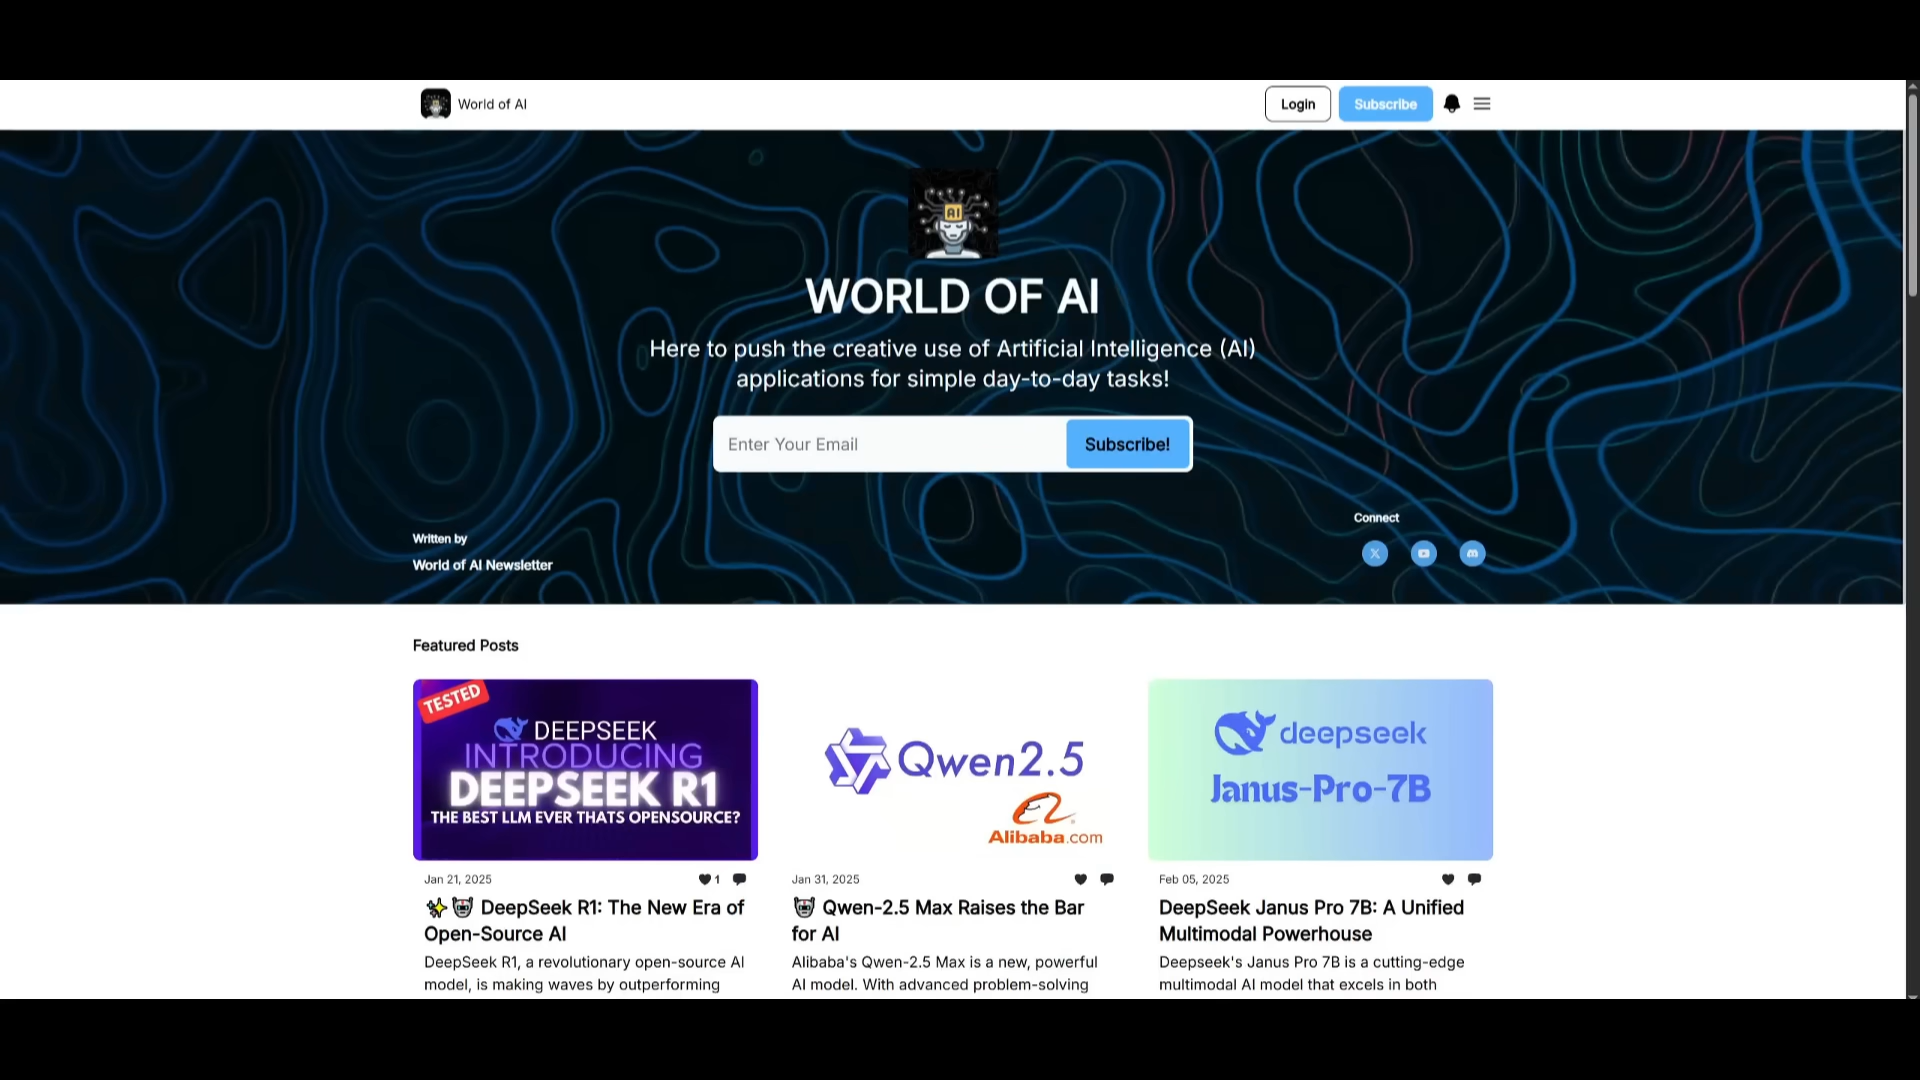 World of AI
Login
Subscribe
AI
WORLD OF AI
Here to push the creative use of Artificial Intelligence (AI)
applications for simple day-to-day tasks!
Enter Your Email
Subscribe!
Connect
Written by
World of AI Newsletter
Featured Posts
TESTED
DEEPSEEK
INTRODUCING
DEEPSEEK R1
THE BEST LLM EVER THATS OPENSOURCE?
Jan 21, 2025
1
DeepSeek R1: The New Era of
Open-Source AI
DeepSeek R1, a revolutionary open-source AI
model, is making waves by outperforming
Qwen2.5
Alibaba.com
Jan 31, 2025
Qwen-2.5 Max Raises the Bar
for AI
Alibaba's Qwen-2.5 Max is a new, powerful
AI model. With advanced problem-solving
deepseek
Janus-Pro-7B
Feb 05, 2025
DeepSeek Janus Pro 7B: A Unified
Multimodal Powerhouse
Deepseek's Janus Pro 7B is a cutting-edge
multimodal AI model that excels in both